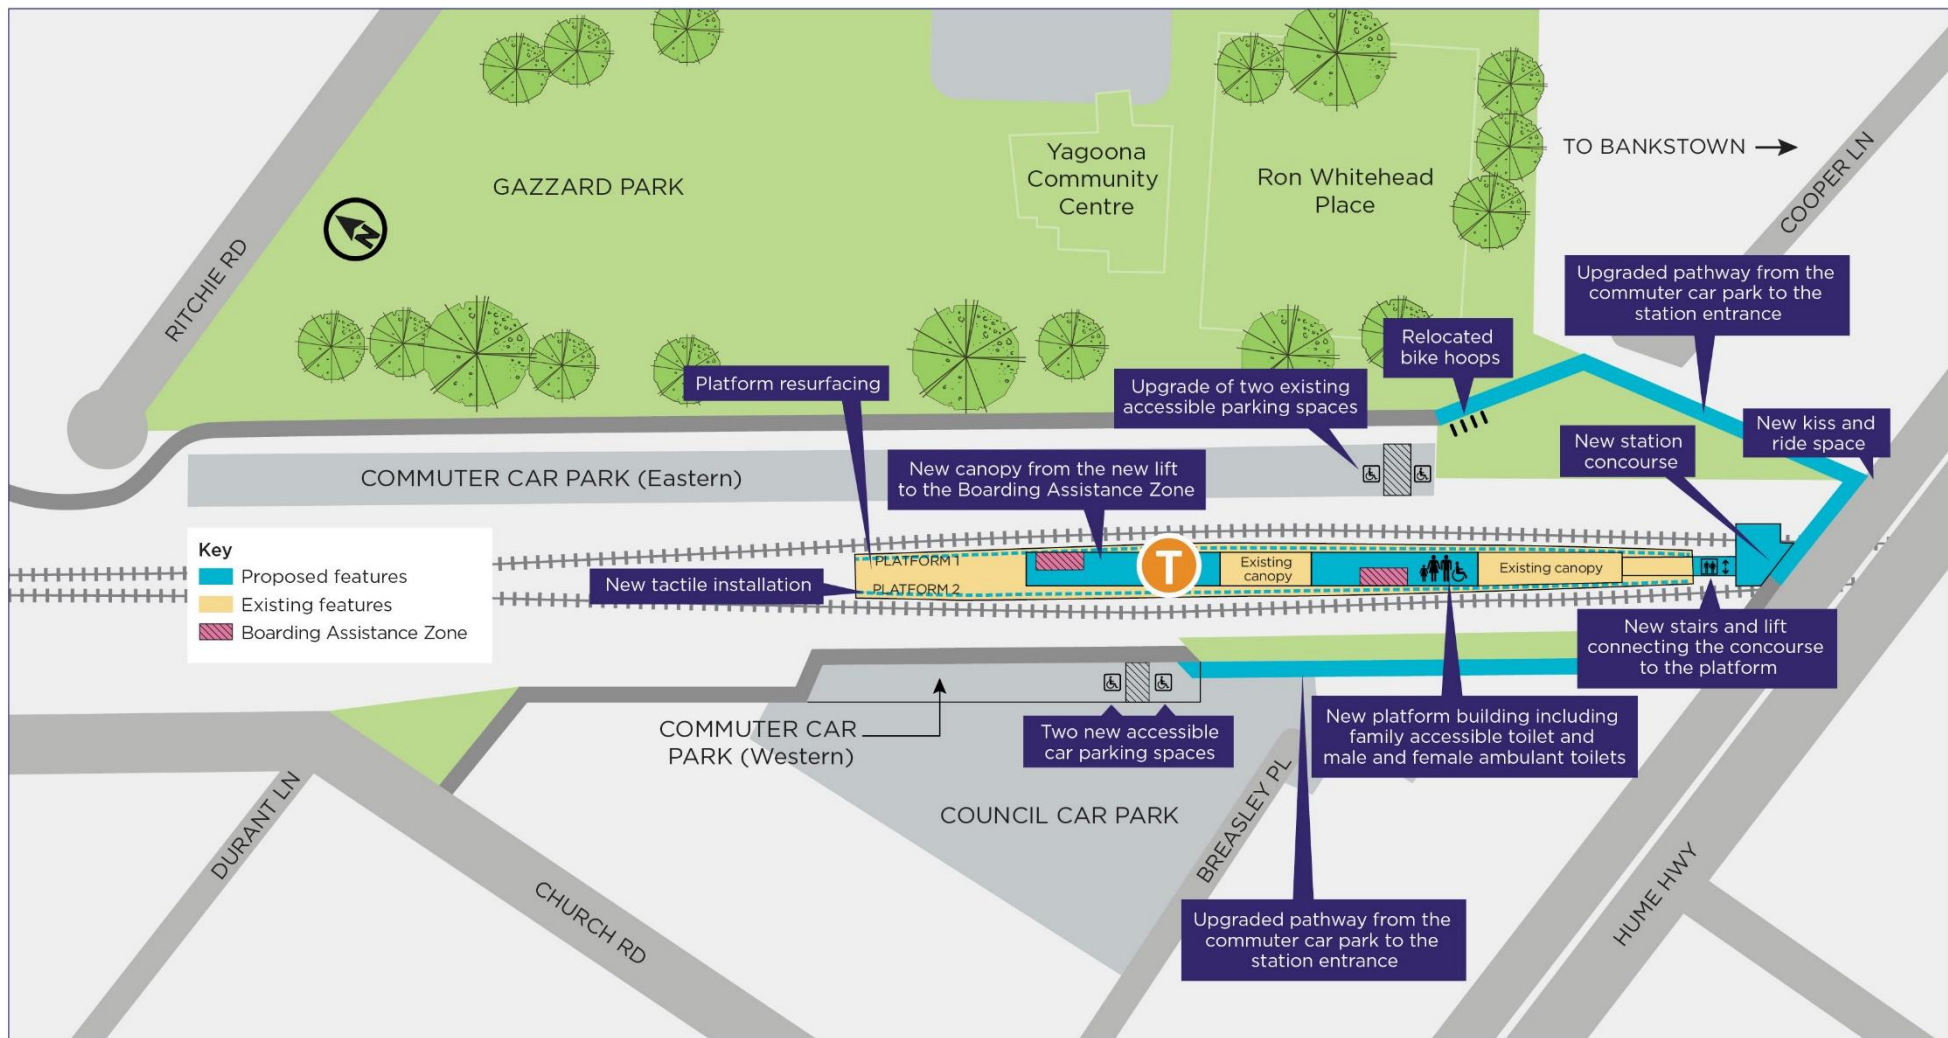 TO BANKSTOWN
COOPER LN
GAZZARD PARK
Yagoona
Community
Centre
Ron Whitehead
Place
N
RITCHIE RD
Upgraded pathway from the
commuter car park to the
station entrance
Relocated
bike hoops
Platform resurfacing
Upgrade of two existing
accessible parking spaces
New kiss and
ride space
New station
concourse
COMMUTER CAR PARK (Eastern)
New canopy from the new lift
to the Boarding Assistance Zone
Key
Proposed features
Existing features
Boarding Assistance Zone
New tactile installation
PLATFORM 1
PLATFORM 2
T
Existing
canopy
Existing canopy
New stairs and lift
connecting the concourse
to the platform
COMMUTER CAR
PARK (Western)
Two new accessible
car parking spaces
New platform building including
family accessible toilet and
male and female ambulant toilets
COUNCIL CAR PARK
BREASLEY PL
DURANT LN
CHURCH RD
HUME HWY
Upgraded pathway from the
commuter car park to the
station entrance